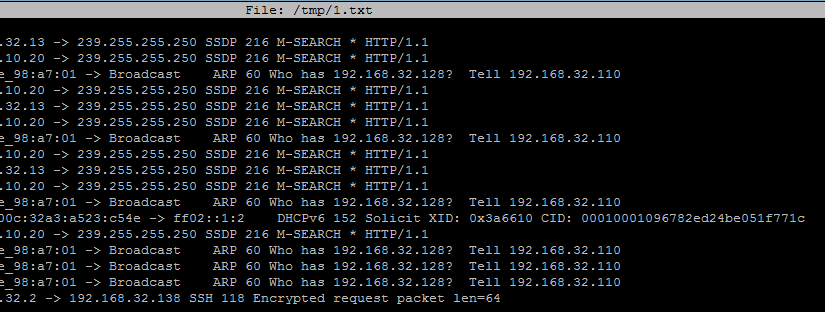 File: /tmp/1.txt
.32.13 -> 239.255.255.250 SSDP 216 M-SEARCH * HTTP/1.1
.10.20 -> 239.255.255.250 SSDP 216 M-SEARCH * HTTP/1.1
e_98:a7:01 -> Broadcast    ARP 60 Who has 192.168.32.128?  Tell 192.168.32.110
.10.20 -> 239.255.255.250 SSDP 216 M-SEARCH * HTTP/1.1
.32.13 -> 239.255.255.250 SSDP 216 M-SEARCH * HTTP/1.1
.10.20 -> 239.255.255.250 SSDP 216 M-SEARCH * HTTP/1.1
e_98:a7:01 -> Broadcast    ARP 60 Who has 192.168.32.128?  Tell 192.168.32.110
.10.20 -> 239.255.255.250 SSDP 216 M-SEARCH * HTTP/1.1
.32.13 -> 239.255.255.250 SSDP 216 M-SEARCH * HTTP/1.1
.10.20 -> 239.255.255.250 SSDP 216 M-SEARCH * HTTP/1.1
e_98:a7:01 -> Broadcast    ARP 60 Who has 192.168.32.128?  Tell 192.168.32.110
00c:32a3:a523:c54e -> ff02::1:2    DHCPv6 152 Solicit XID: 0x3a6610 CID: 00010001096782ed24be051f771c
.10.20 -> 239.255.255.250 SSDP 216 M-SEARCH * HTTP/1.1
e_98:a7:01 -> Broadcast    ARP 60 Who has 192.168.32.128?  Tell 192.168.32.110
e_98:a7:01 -> Broadcast    ARP 60 Who has 192.168.32.128?  Tell 192.168.32.110
e_98:a7:01 -> Broadcast    ARP 60 Who has 192.168.32.128?  Tell 192.168.32.110
.32.2 -> 192.168.32.138 SSH 118 Encrypted request packet len=64